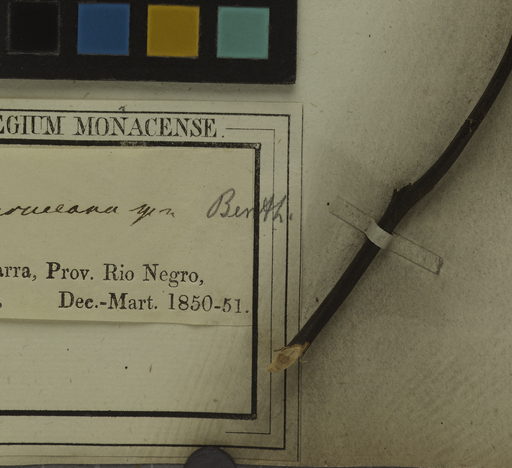 EGIUM MONACENSE.
Benth.
arra, Prov. Rio Negro,
Dec.-Mart. 1850-51.